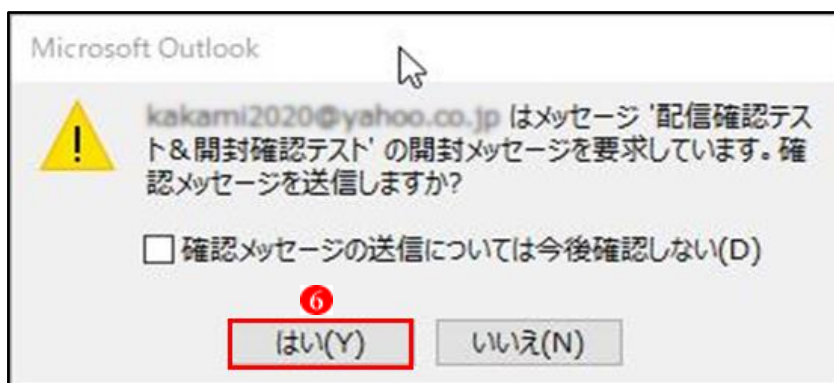 Microsoft Outlook
kakami2020@yahoo.co.jp はメッセージ '配信確認テス
ト&開封確認テスト' の開封メッセージを要求しています。確
認メッセージを送信しますか?
確認メッセージの送信については今後確認しない(D)
6
はい(Y)
いいえ(N)